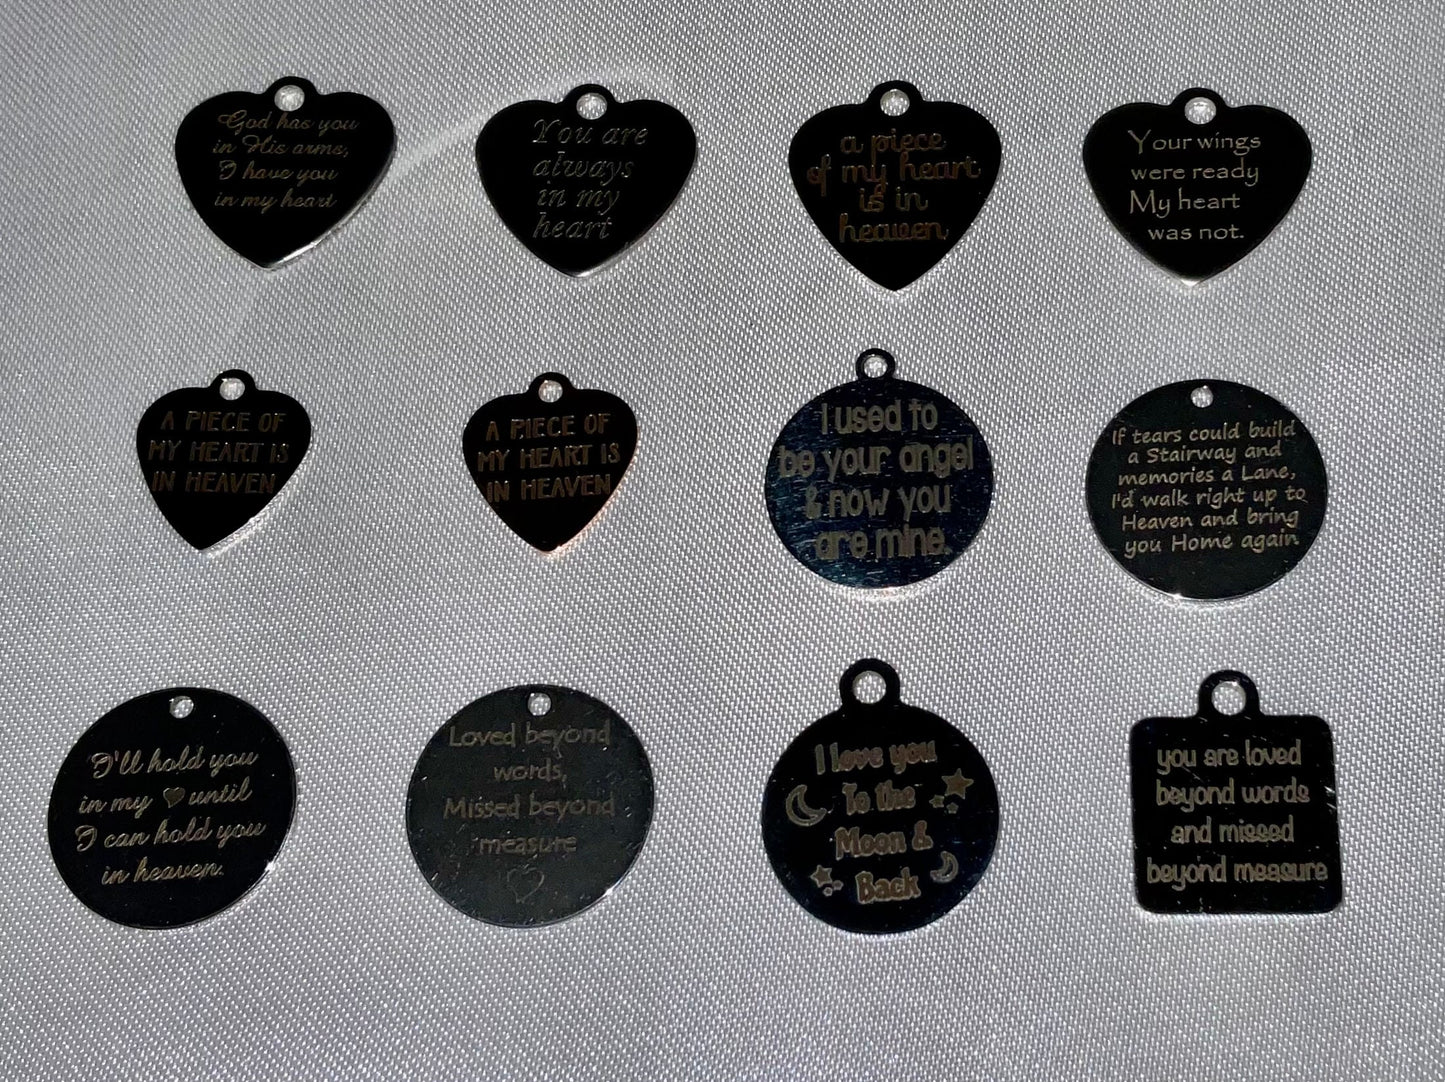 God has you
in His arms,
I have you
in my heart
You are
always
in my
heart
a piece
of my heart
is in
heaven
Your wings
were ready
My heart
was not.
A PIECE OF
MY HEART IS
IN HEAVEN
A PIECE OF
MY HEART IS
IN HEAVEN
I used to
be your angel
& now you
are mine.
If tears could build
a Stairway and
memories a Lane,
I'd walk right up to
Heaven and bring
you Home again
I'll hold you
in my ♥ until
I can hold you
in heaven.
Loved beyond
words,
Missed beyond
measure
I love you
To the
Moon &
Back
you are loved
beyond words
and missed
beyond measure